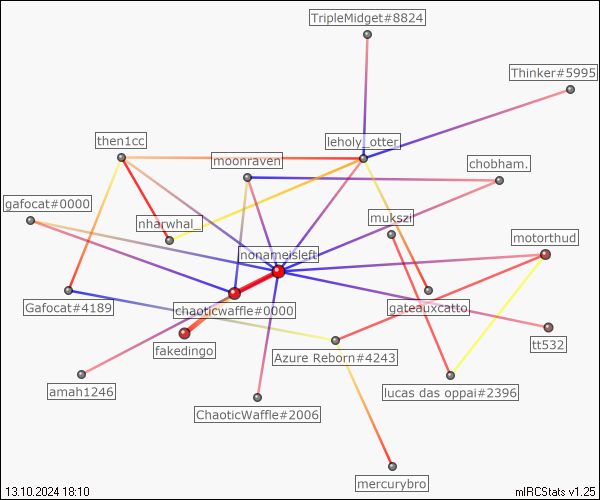 TripleMidget#8824
Thinker#5995
then1cc
leholy_otter
moonraven
chobham.
gafocat#0000
nharwhal_
mukszi
motorthud
nonameisleft
Gafocat#4189
chaoticwaffle#0000
gateauxcatto
fakedingo
Azure Reborn#4243
tt532
amah1246
lucas das oppai#2396
ChaoticWaffle#2006
mercurybro
13.10.2024 18:10
mIRCStats v1.25